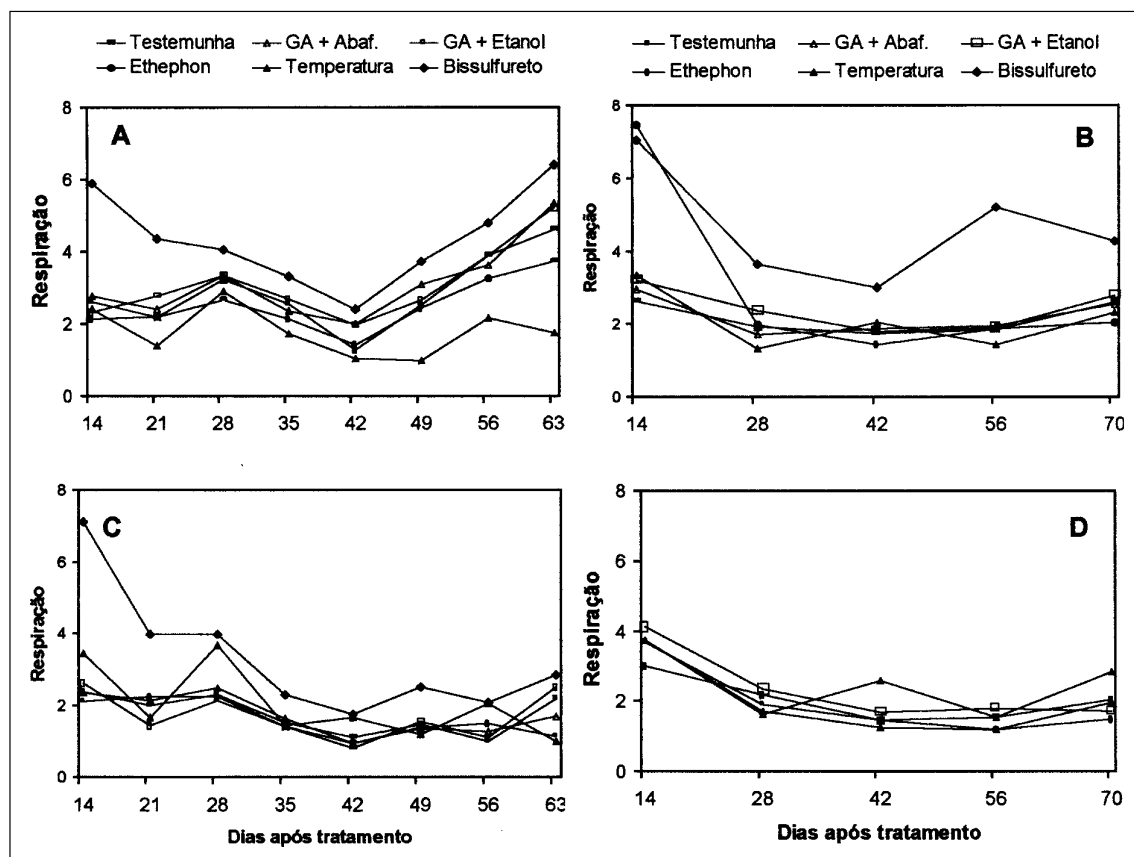 Testemunha GA + Abaf. GA + Etanol
Ethephon Temperatura Bissulfureto
Testemunha GA + Abaf. GA + Etanol
Ethephon Temperatura Bissulfureto
A
Respiração
8
6
4
2
0
14 21 28 35 42 49 56 63
B
Respiração
8
6
4
2
0
14 28 42 56 70
C
Respiração
8
6
4
2
0
14 21 28 35 42 49 56 63
Dias após tratamento
D
Respiração
8
6
4
2
0
14 28 42 56 70
Dias após tratamento